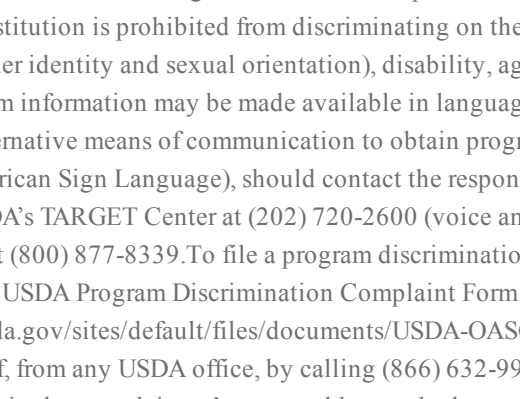 stitution is prohibited from discriminating on the
er identity and sexual orientation), disability, ag
m information may be made available in languag
ernative means of communication to obtain progr
rican Sign Language), should contact the respon
DA’s TARGET Center at (202) 720-2600 (voice an
t (800) 877-8339.To file a program discriminatio
USDA Program Discrimination Complaint Form
da.gov/sites/default/files/documents/USDA-OASC
f, from any USDA office, by calling (866) 632-99